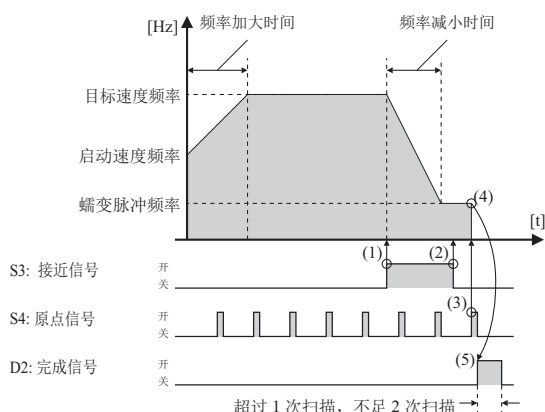 [Hz]
频率加大时间
频率减小时间
目标速度频率
启动速度频率
蠕变脉冲频率
(4)
[t]
(1)
(2)
S3: 接近信号
开
关
(3)
S4: 原点信号
开
关
(5)
D2: 完成信号
开
关
超过 1 次扫描，不足 2 次扫描